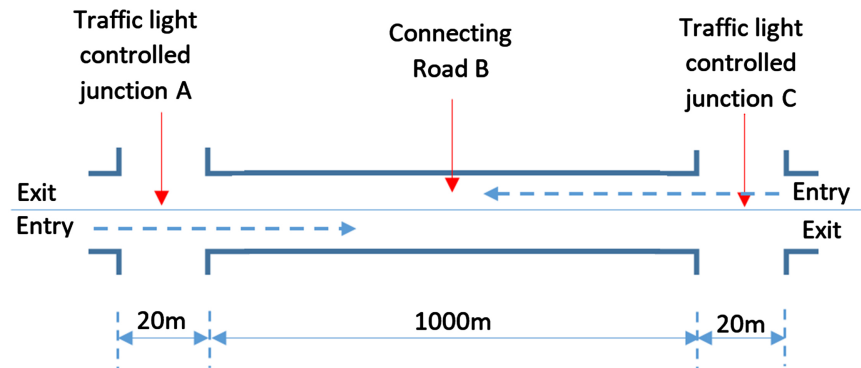 Traffic light
controlled
junction A
Connecting
Road B
Traffic light
controlled
junction C
Exit
Entry
Entry
Exit
20m
1000m
20m